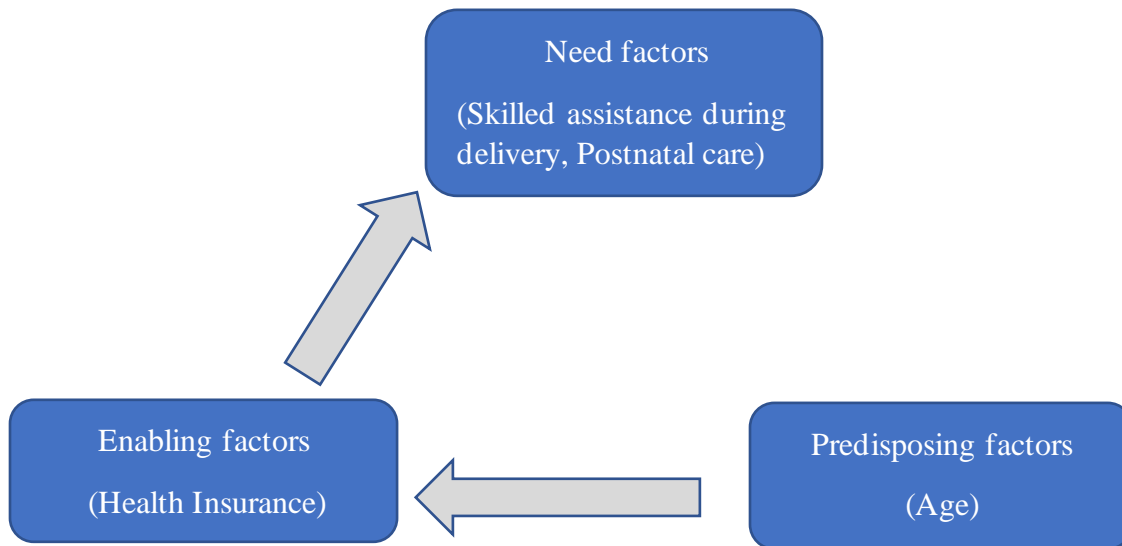 Need factors
(Skilled assistance during
delivery, Postnatal care)
Enabling factors
(Health Insurance)
Predisposing factors
(Age)